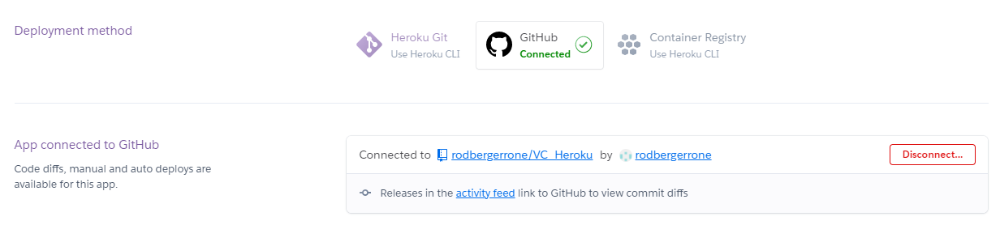 Deployment method
Heroku Git
Use Heroku CLI
GitHub
Connected
Container Registry
Use Heroku CLI
App connected to GitHub
Code diffs, manual and auto deploys are
available for this app.
Connected to rodbergerrone/VC_Heroku by rodbergerrone
Disconnect...
Releases in the activity feed link to GitHub to view commit diffs